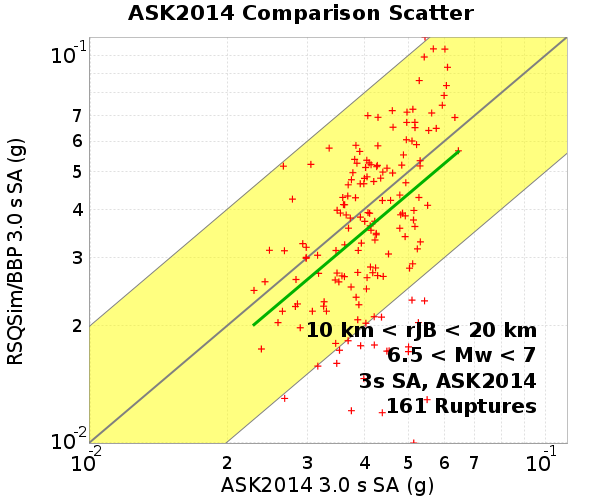 ASK2014 Comparison Scatter
RSQSim/BBP 3.0 s SA (g)
10⁻¹
7
6
5
4
3
2
10⁻²
10 km < rJB < 20 km
6.5 < Mw < 7
3s SA, ASK2014
161 Ruptures
10⁻² 2 3 4 5 6 7 10⁻¹
ASK2014 3.0 s SA (g)